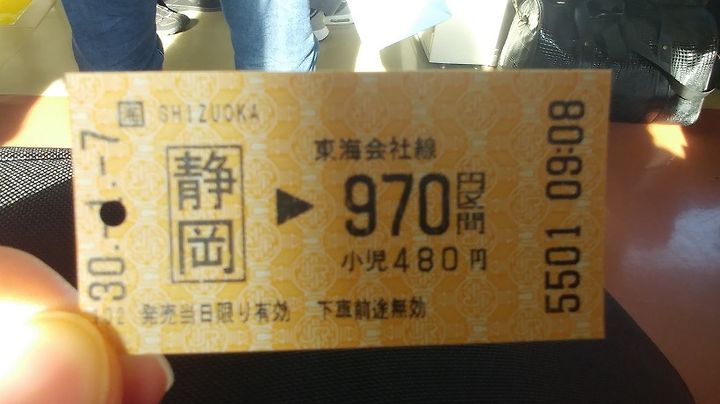 SHIZUOKA
静岡
東海会社線
▶ 970円区間
小児480円
発売当日限り有効 下車前途無効
30.-1.-7
5501 09:08